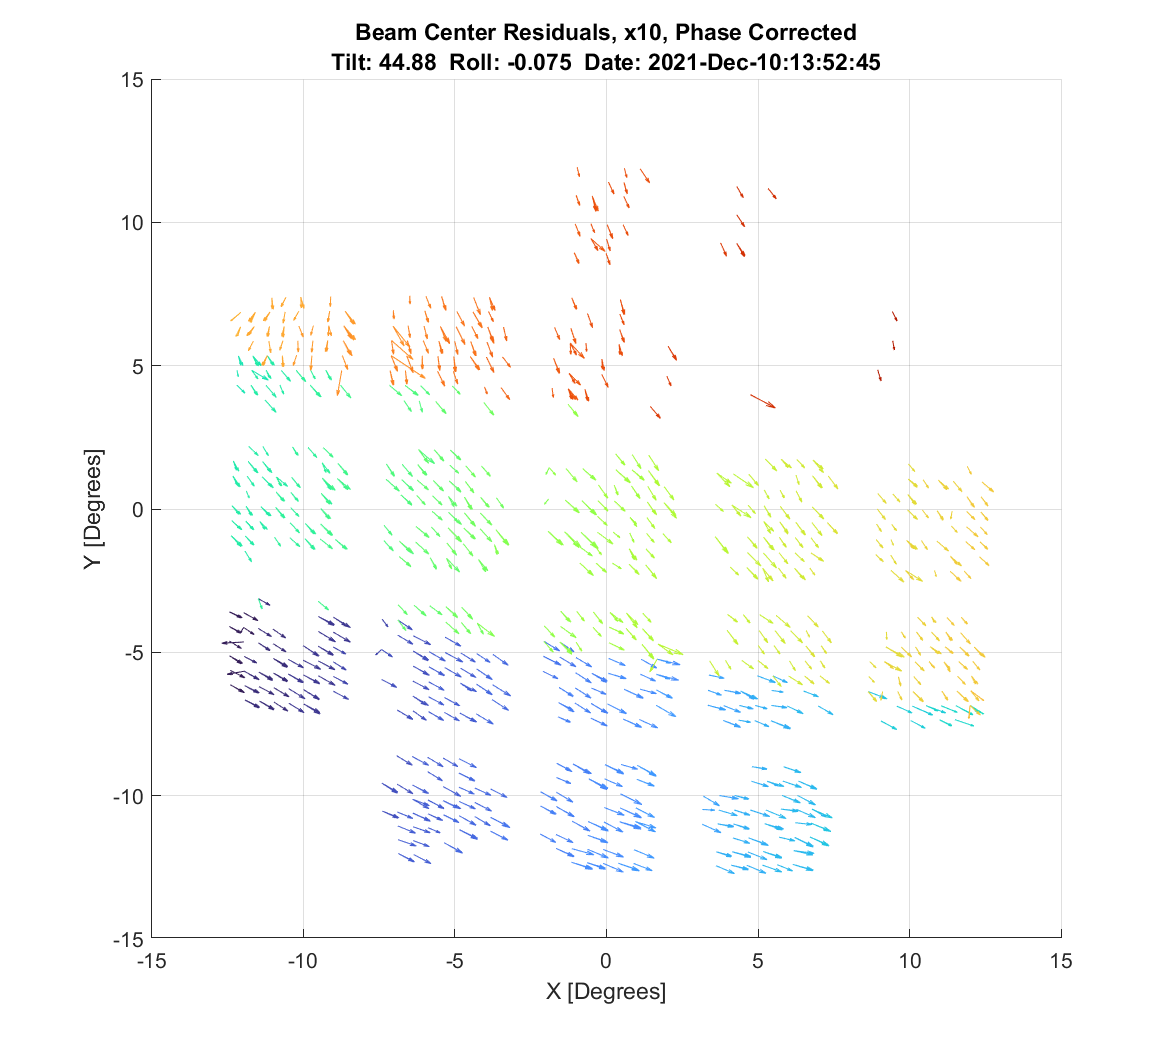 Beam Center Residuals, x10, Phase Corrected
Tilt: 44.88 Roll: -0.075 Date: 2021-Dec-10:13:52:45
15
10
5
0
-5
-10
-15
Y [Degrees]
-15 -10 -5 0 5 10 15
X [Degrees]